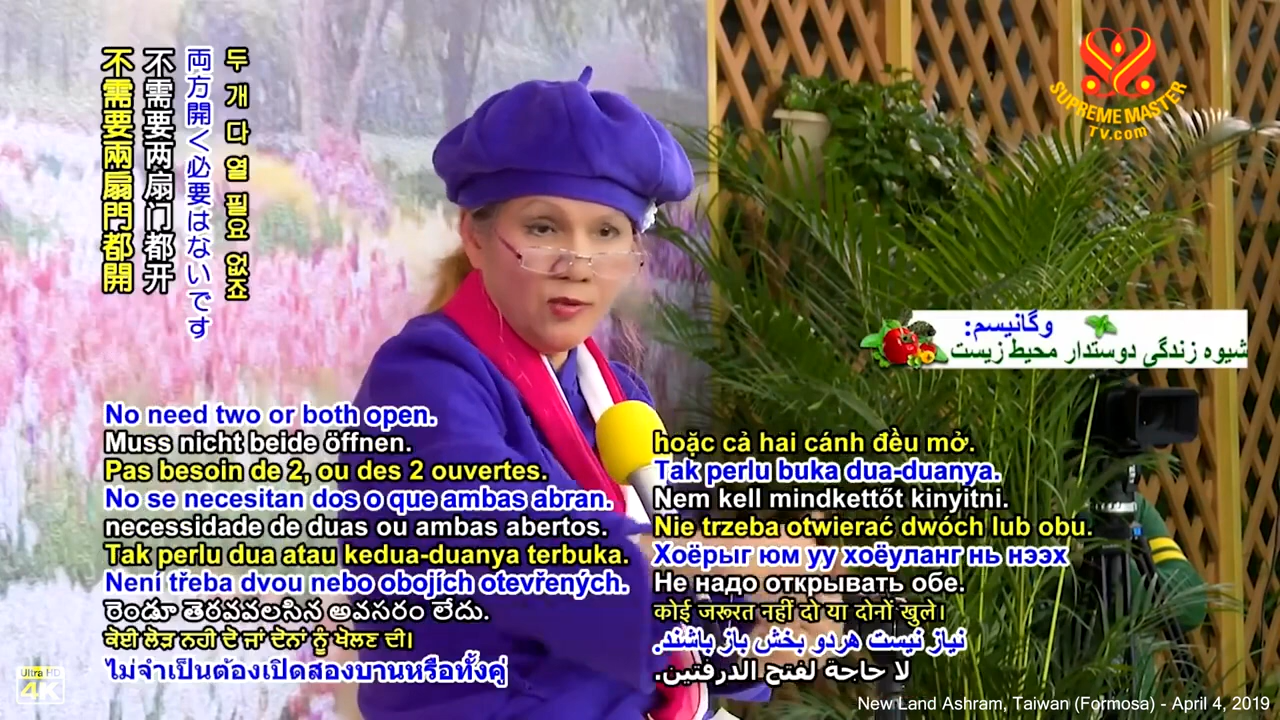 不需要兩扇門都開
不需要两扇门都开
両方開く必要はないです
두 개 다 열 필요 없죠
SUPREME MASTER
TV.com
وگانیسم:
شیوه زندگی دوستدار محیط زیست
No need two or both open.
Muss nicht beide öffnen.
Pas besoin de 2, ou des 2 ouvertes.
No se necesitan dos o que ambas abran.
necessidade de duas ou ambas abertos.
Tak perlu dua atau kedua-duanya terbuka.
Není třeba dvou nebo obojích otevřených.
రెండూ తెరవవలసిన అవసరం లేదు.
ਕੋਈ ਲੋੜ ਨਹੀ ਦੋ ਜਾਂ ਦੋਨਾਂ ਨੂੰ ਖੋਲਣ ਦੀ।
ไม่จำเป็นต้องเปิดสองบานหรือทั้งคู่
hoặc cả hai cánh đều mở.
Tak perlu buka dua-duanya.
Nem kell mindkettőt kinyitni.
Nie trzeba otwierać dwóch lub obu.
Хоёрыг юм уу хоёуланг нь нээх
Не надо открывать обе.
कोई जरूरत नहीं दो या दोनों खुले।
نیاز نیست هردو بخش باز باشند.
لا حاجة لفتح الدرفتين.
Ultra HD
4K
New Land Ashram, Taiwan (Formosa) - April 4, 2019